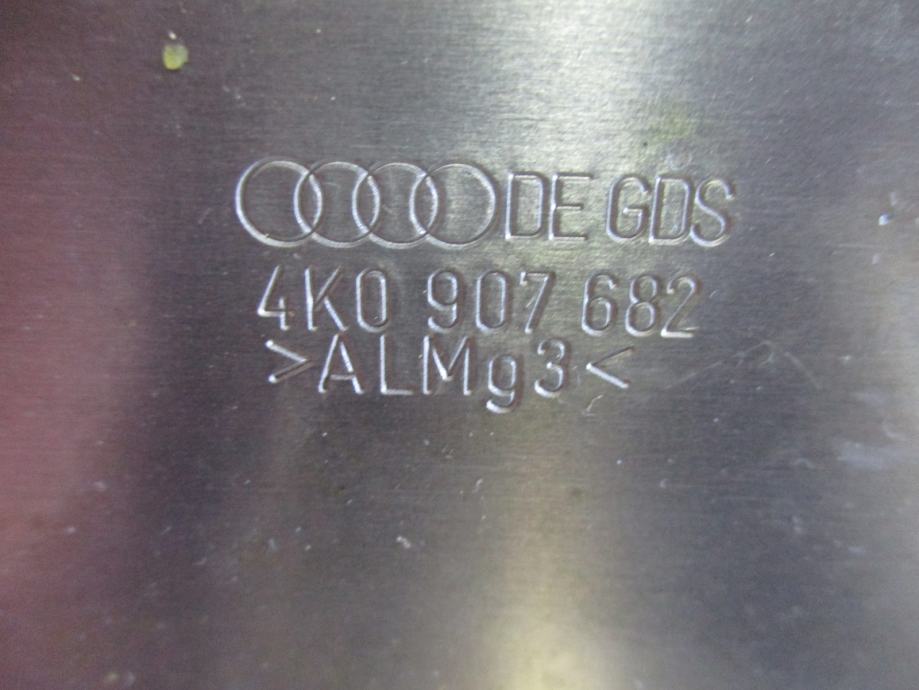 DE GDS
4K0 907 682
>ALMg3<